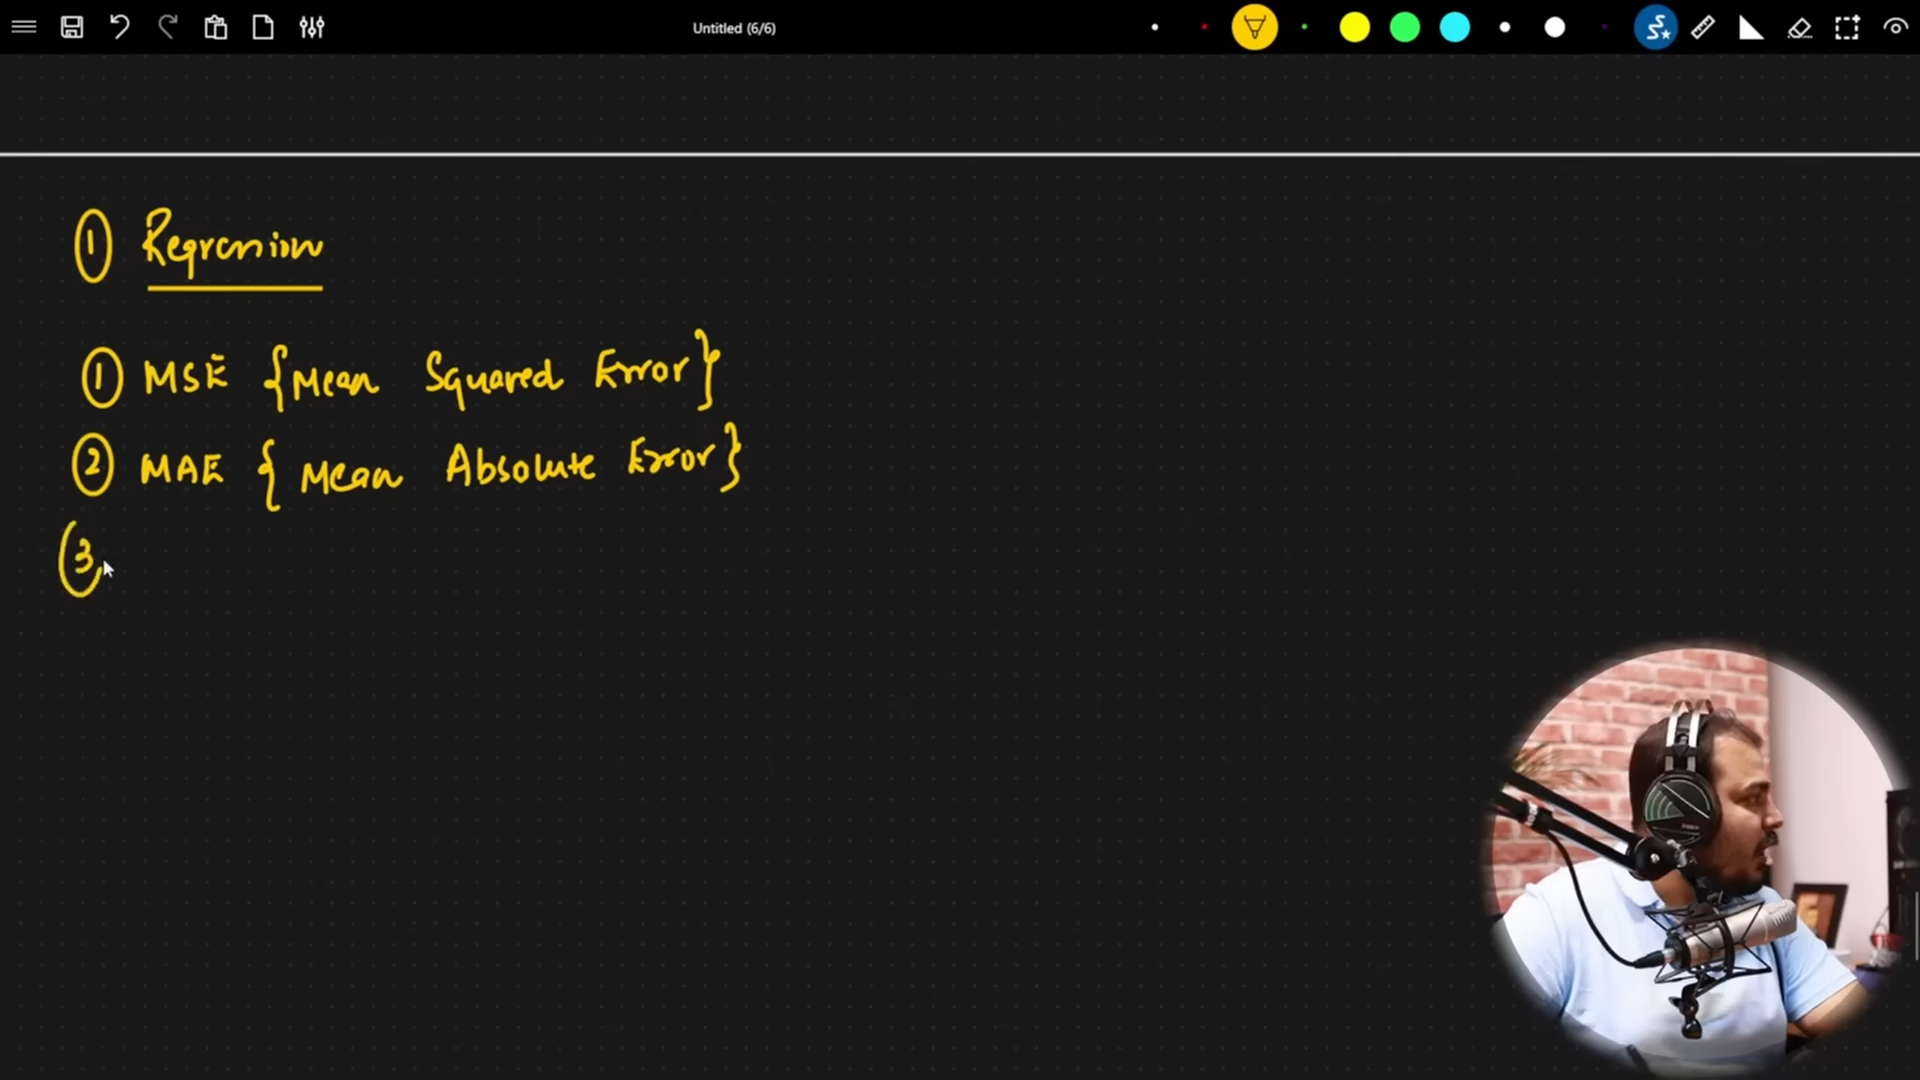 Untitled (6/6)
① Regression
① MSE {Mean Squared Error}
② MAE {Mean Absolute Error}
(3